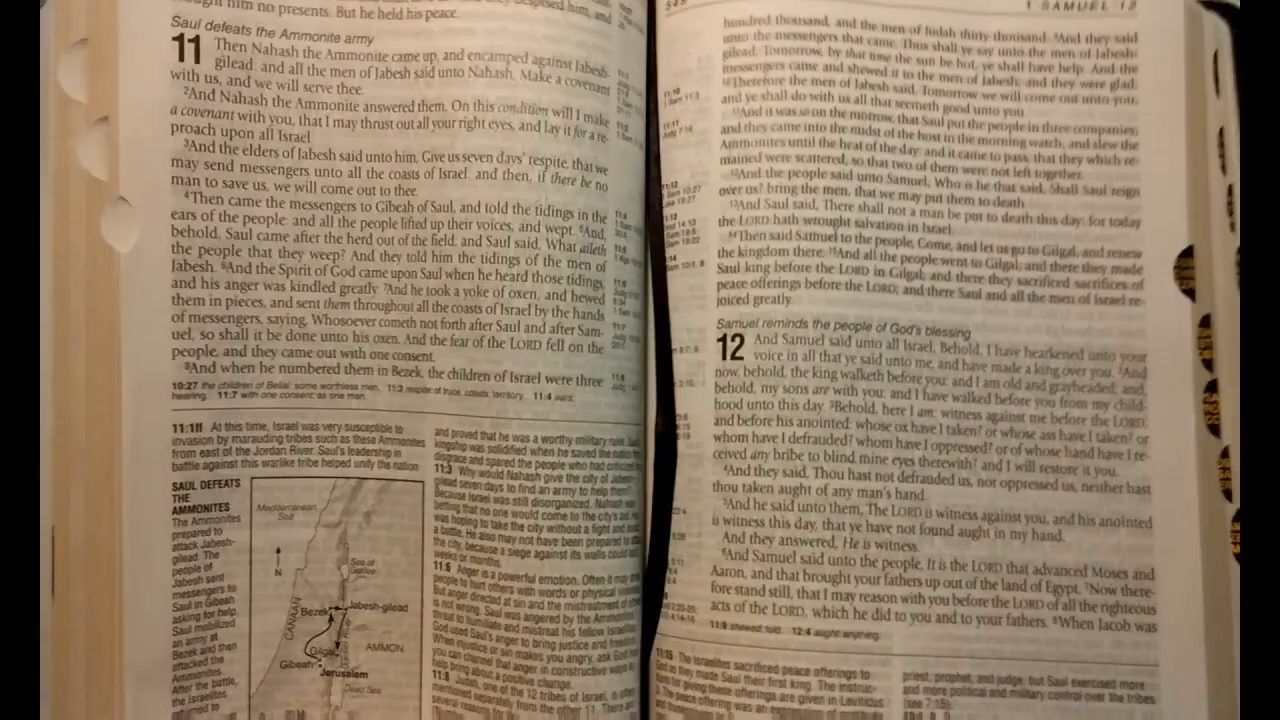 him no presents. But he held his peace.
Saul defeats the Ammonite army
11 Then Nahash the Ammonite came up, and encamped against Jabesh-
gilead, and all the men of Jabesh said unto Nahash, Make a covenant
with us, and we will serve thee.
2And Nahash the Ammonite answered them, On this condition will I make
a covenant with you, that I may thrust out all your right eyes, and lay it for a re-
proach upon all Israel
3And the elders of Jabesh said unto him, Give us seven days' respite, that we
may send messengers unto all the coasts of Israel. and then, if there be no
man to save us, we will come out to thee.
4Then came the messengers to Gibeah of Saul, and told the tidings in the
ears of the people: and all the people lifted up their voices, and wept. 5And,
behold, Saul came after the herd out of the field; and Saul said, What aileth
the people that they weep? And they told him the tidings of the men of
Jabesh. 6And the Spirit of God came upon Saul when he heard those tidings,
and his anger was kindled greatly. 7And he took a yoke of oxen, and hewed
them in pieces, and sent them throughout all the coasts of Israel by the hands
of messengers, saying, Whosoever cometh not forth after Saul and after Sam-
uel, so shall it be done unto his oxen. And the fear of the LORD fell on the
people, and they came out with one consent.
8And when he numbered them in Bezek, the children of Israel were three
10:27 the children of Belial: some worthless men. 11:3 respite: of truce; coasts: territory. 11:4 ears:
hearing. 11:7 with one consent: as one man.
11:1ff At this time, Israel was very susceptible to
invasion by marauding tribes such as these Ammonites
from east of the Jordan River. Saul's leadership in
battle against this warlike tribe helped unify the nation
SAUL DEFEATS
THE
AMMONITES
The Ammonites
prepared to
attack Jabesh-
gilead. The
people of
Jabesh sent
messengers to
Saul in Gibeah
asking for help.
Saul mobilized
an army at
Bezek and then
attacked the
Ammonites.
After the battle,
the Israelites
returned to
Mediterranean
Sea
N
Sea of
Galilee
CANAAN
Bezek
Jabesh-gilead
Gilgal
AMMON
Gibeah
Jerusalem
Dead Sea
and proved that he was a worthy military ruler. Saul's
kingship was solidified when he saved the nation from
disgrace and spared the people who had criticized
11:3 Why would Nahash give the city of Jabesh-
gilead seven days to find an army to help them?
Because Israel was still disorganized, Nahash was
betting that no one would come to the city's aid. He
was hoping to take the city without a fight and avoid
a battle. He also may not have been prepared to attack
the city, because a siege against its walls could last
weeks or months.
11:6 Anger is a powerful emotion. Often it may drive
people to hurt others with words or physical violence.
But anger directed at sin and the mistreatment of others
is not wrong. Saul was angered by the Ammonites'
threat to humiliate and mistreat his fellow Israelites.
God used Saul's anger to bring justice and freedom.
When injustice or sin makes you angry, ask God how
you can channel that anger in constructive ways to
help bring about a positive change.
11:8 Judah, one of the 12 tribes of Israel, is often
mentioned separately from the other 11. There are
several reasons for
1 SAMUEL 12
hundred thousand, and the men of Judah thirty thousand. 9And they said
unto the messengers that came, Thus shall ye say unto the men of Jabesh-
gilead, Tomorrow, by that time the sun be hot, ye shall have help. And the
messengers came and shewed it to the men of Jabesh; and they were glad.
10Therefore the men of Jabesh said, Tomorrow we will come out unto you,
and ye shall do with us all that seemeth good unto you
11And it was so on the morrow, that Saul put the people in three companies;
and they came into the midst of the host in the morning watch, and slew the
Ammonites until the heat of the day: and it came to pass, that they which re-
mained were scattered, so that two of them were not left together.
12And the people said unto Samuel, Who is he that said, Shall Saul reign
over us? bring the men, that we may put them to death
13And Saul said, There shall not a man be put to death this day: for today
the LORD hath wrought salvation in Israel.
14Then said Samuel to the people, Come, and let us go to Gilgal, and renew
the kingdom there. 15And all the people went to Gilgal; and there they made
Saul king before the LORD in Gilgal; and there they sacrificed sacrifices of
peace offerings before the LORD; and there Saul and all the men of Israel re-
joiced greatly.
Samuel reminds the people of God's blessing
12 And Samuel said unto all Israel, Behold, I have hearkened unto your
voice in all that ye said unto me, and have made a king over you. 2And
now, behold, the king walketh before you: and I am old and grayheaded; and,
behold, my sons are with you: and I have walked before you from my child-
hood unto this day. 3Behold, here I am: witness against me before the LORD,
and before his anointed: whose ox have I taken? or whose ass have I taken? or
whom have I defrauded? whom have I oppressed? or of whose hand have I re-
ceived any bribe to blind mine eyes therewith? and I will restore it you.
4And they said, Thou hast not defrauded us, nor oppressed us, neither hast
thou taken aught of any man's hand.
5And he said unto them, The LORD is witness against you, and his anointed
is witness this day, that ye have not found aught in my hand.
And they answered, He is witness.
6And Samuel said unto the people, It is the LORD that advanced Moses and
Aaron, and that brought your fathers up out of the land of Egypt. 7Now there-
fore stand still, that I may reason with you before the LORD of all the righteous
acts of the LORD, which he did to you and to your fathers. 8When Jacob was
11:9 shewed: told. 12:4 aught: anything.
11:15 The Israelites sacrificed peace offerings to
God as they made Saul their first king. The instruc-
tions for giving these offerings are given in Leviticus
3. The peace offering was an
priest, prophet, and judge, but Saul exercised more
and more political and military control over the tribes
(see 7:15).